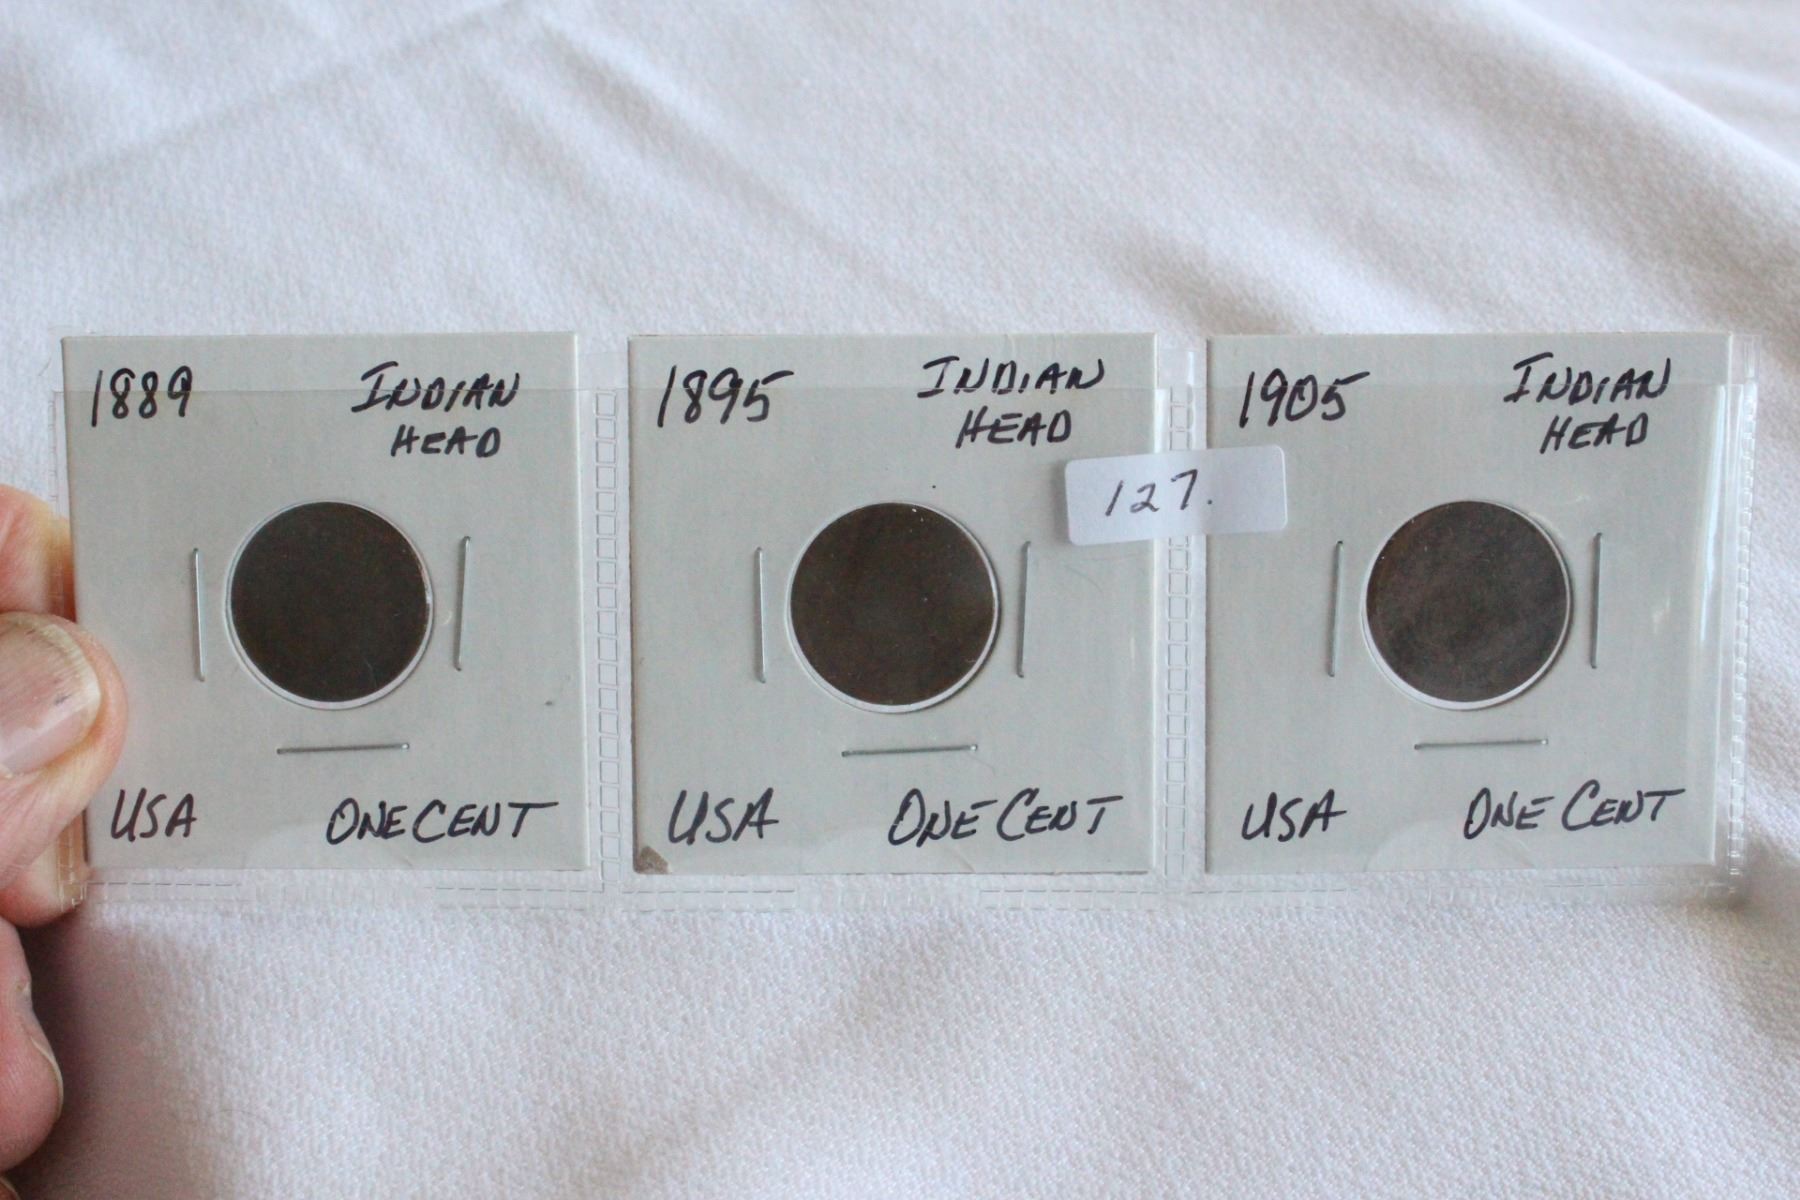 1889
INDIAN
HEAD
USA
ONE CENT
1895
INDIAN
HEAD
USA
ONE CENT
127.
1905
INDIAN
HEAD
USA
ONE CENT